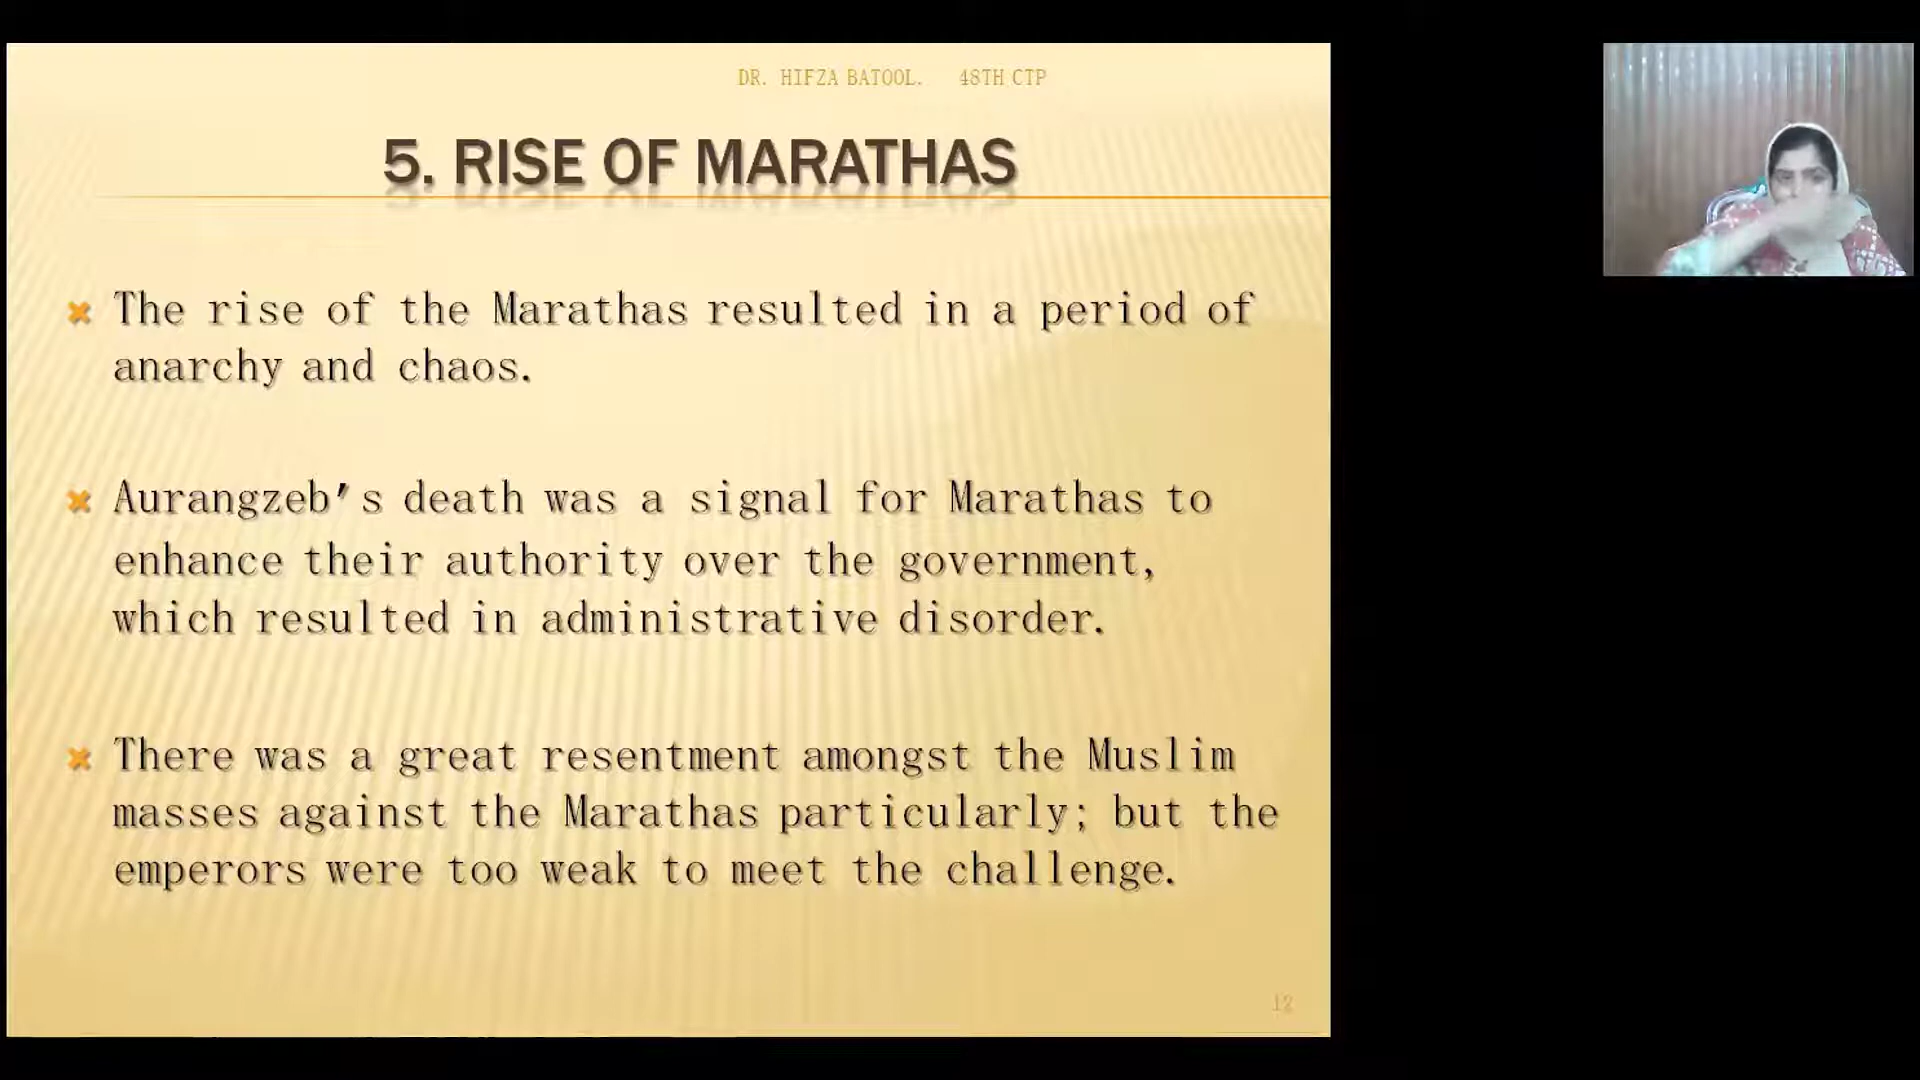 DR. HIFZA BATOOL. 48TH CTP
5. RISE OF MARATHAS
The rise of the Marathas resulted in a period of
anarchy and chaos.
Aurangzeb's death was a signal for Marathas to
enhance their authority over the government,
which resulted in administrative disorder.
There was a great resentment amongst the Muslim
masses against the Marathas particularly; but the
emperors were too weak to meet the challenge.
12